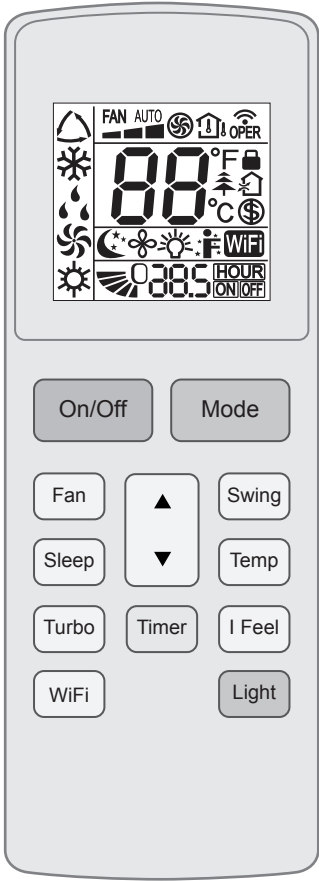 FAN AUTO
OPER
88 °F
°C $
WiFi
038.5 HOUR
ON OFF
On/Off Mode
Fan ▲ Swing
Sleep ▼ Temp
Turbo Timer I Feel
WiFi Light